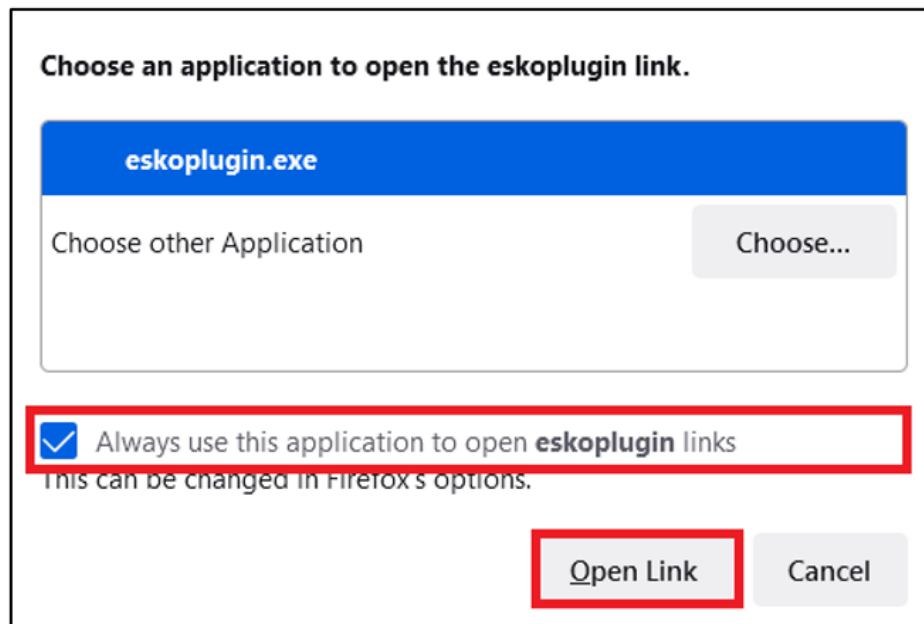 Choose an application to open the eskoplugin link.
eskoplugin.exe
Choose other Application
Choose...
Always use this application to open eskoplugin links
This can be changed in Firefox's options.
Open Link
Cancel